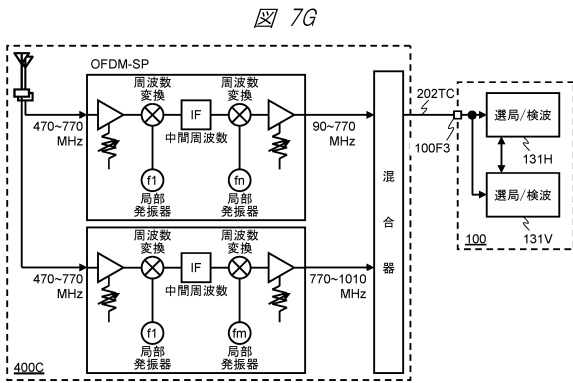 図 7G
OFDM-SP
周波数
変換
周波数
変換
IF
中間周波数
f1
fn
局部
発振器
局部
発振器
470~770
MHz
90~770
MHz
周波数
変換
周波数
変換
IF
中間周波数
f1
fm
局部
発振器
局部
発振器
470~770
MHz
770~1010
MHz
混
合
器
400C
202TC
100F3
選局/検波
131H
選局/検波
131V
100